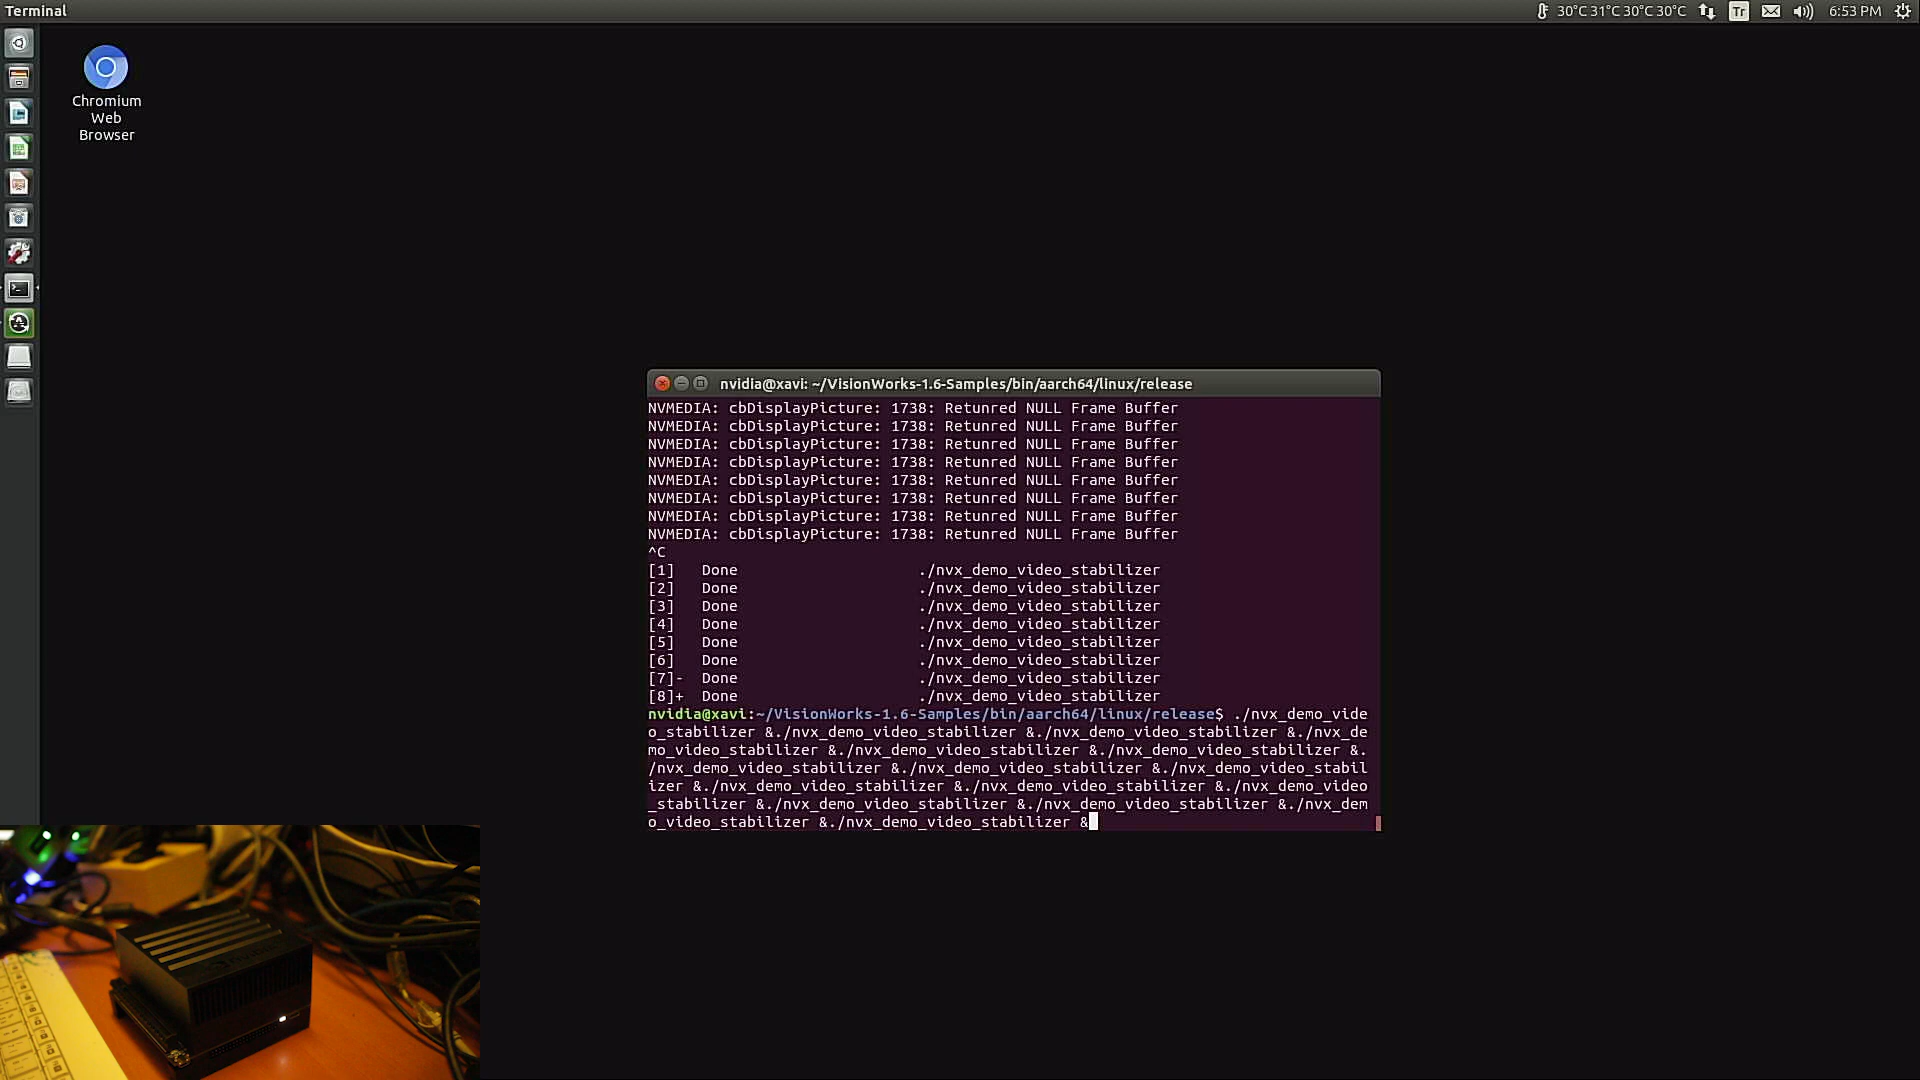 Terminal
30°C 31°C 30°C 30°C Tr 6:53 PM
Chromium
Web
Browser
nvidia@xavi: ~/VisionWorks-1.6-Samples/bin/aarch64/linux/release
NVMEDIA: cbDisplayPicture: 1738: Retunred NULL Frame Buffer
NVMEDIA: cbDisplayPicture: 1738: Retunred NULL Frame Buffer
NVMEDIA: cbDisplayPicture: 1738: Retunred NULL Frame Buffer
NVMEDIA: cbDisplayPicture: 1738: Retunred NULL Frame Buffer
NVMEDIA: cbDisplayPicture: 1738: Retunred NULL Frame Buffer
NVMEDIA: cbDisplayPicture: 1738: Retunred NULL Frame Buffer
NVMEDIA: cbDisplayPicture: 1738: Retunred NULL Frame Buffer
NVMEDIA: cbDisplayPicture: 1738: Retunred NULL Frame Buffer
^C
[1]   Done                    ./nvx_demo_video_stabilizer
[2]   Done                    ./nvx_demo_video_stabilizer
[3]   Done                    ./nvx_demo_video_stabilizer
[4]   Done                    ./nvx_demo_video_stabilizer
[5]   Done                    ./nvx_demo_video_stabilizer
[6]   Done                    ./nvx_demo_video_stabilizer
[7]-  Done                    ./nvx_demo_video_stabilizer
[8]+  Done                    ./nvx_demo_video_stabilizer
nvidia@xavi:~/VisionWorks-1.6-Samples/bin/aarch64/linux/release$ ./nvx_demo_vide
o_stabilizer &./nvx_demo_video_stabilizer &./nvx_demo_video_stabilizer &./nvx_de
mo_video_stabilizer &./nvx_demo_video_stabilizer &./nvx_demo_video_stabilizer &.
/nvx_demo_video_stabilizer &./nvx_demo_video_stabilizer &./nvx_demo_video_stabil
izer &./nvx_demo_video_stabilizer &./nvx_demo_video_stabilizer &./nvx_demo_video
_stabilizer &./nvx_demo_video_stabilizer &./nvx_demo_video_stabilizer &./nvx_dem
o_video_stabilizer &./nvx_demo_video_stabilizer &